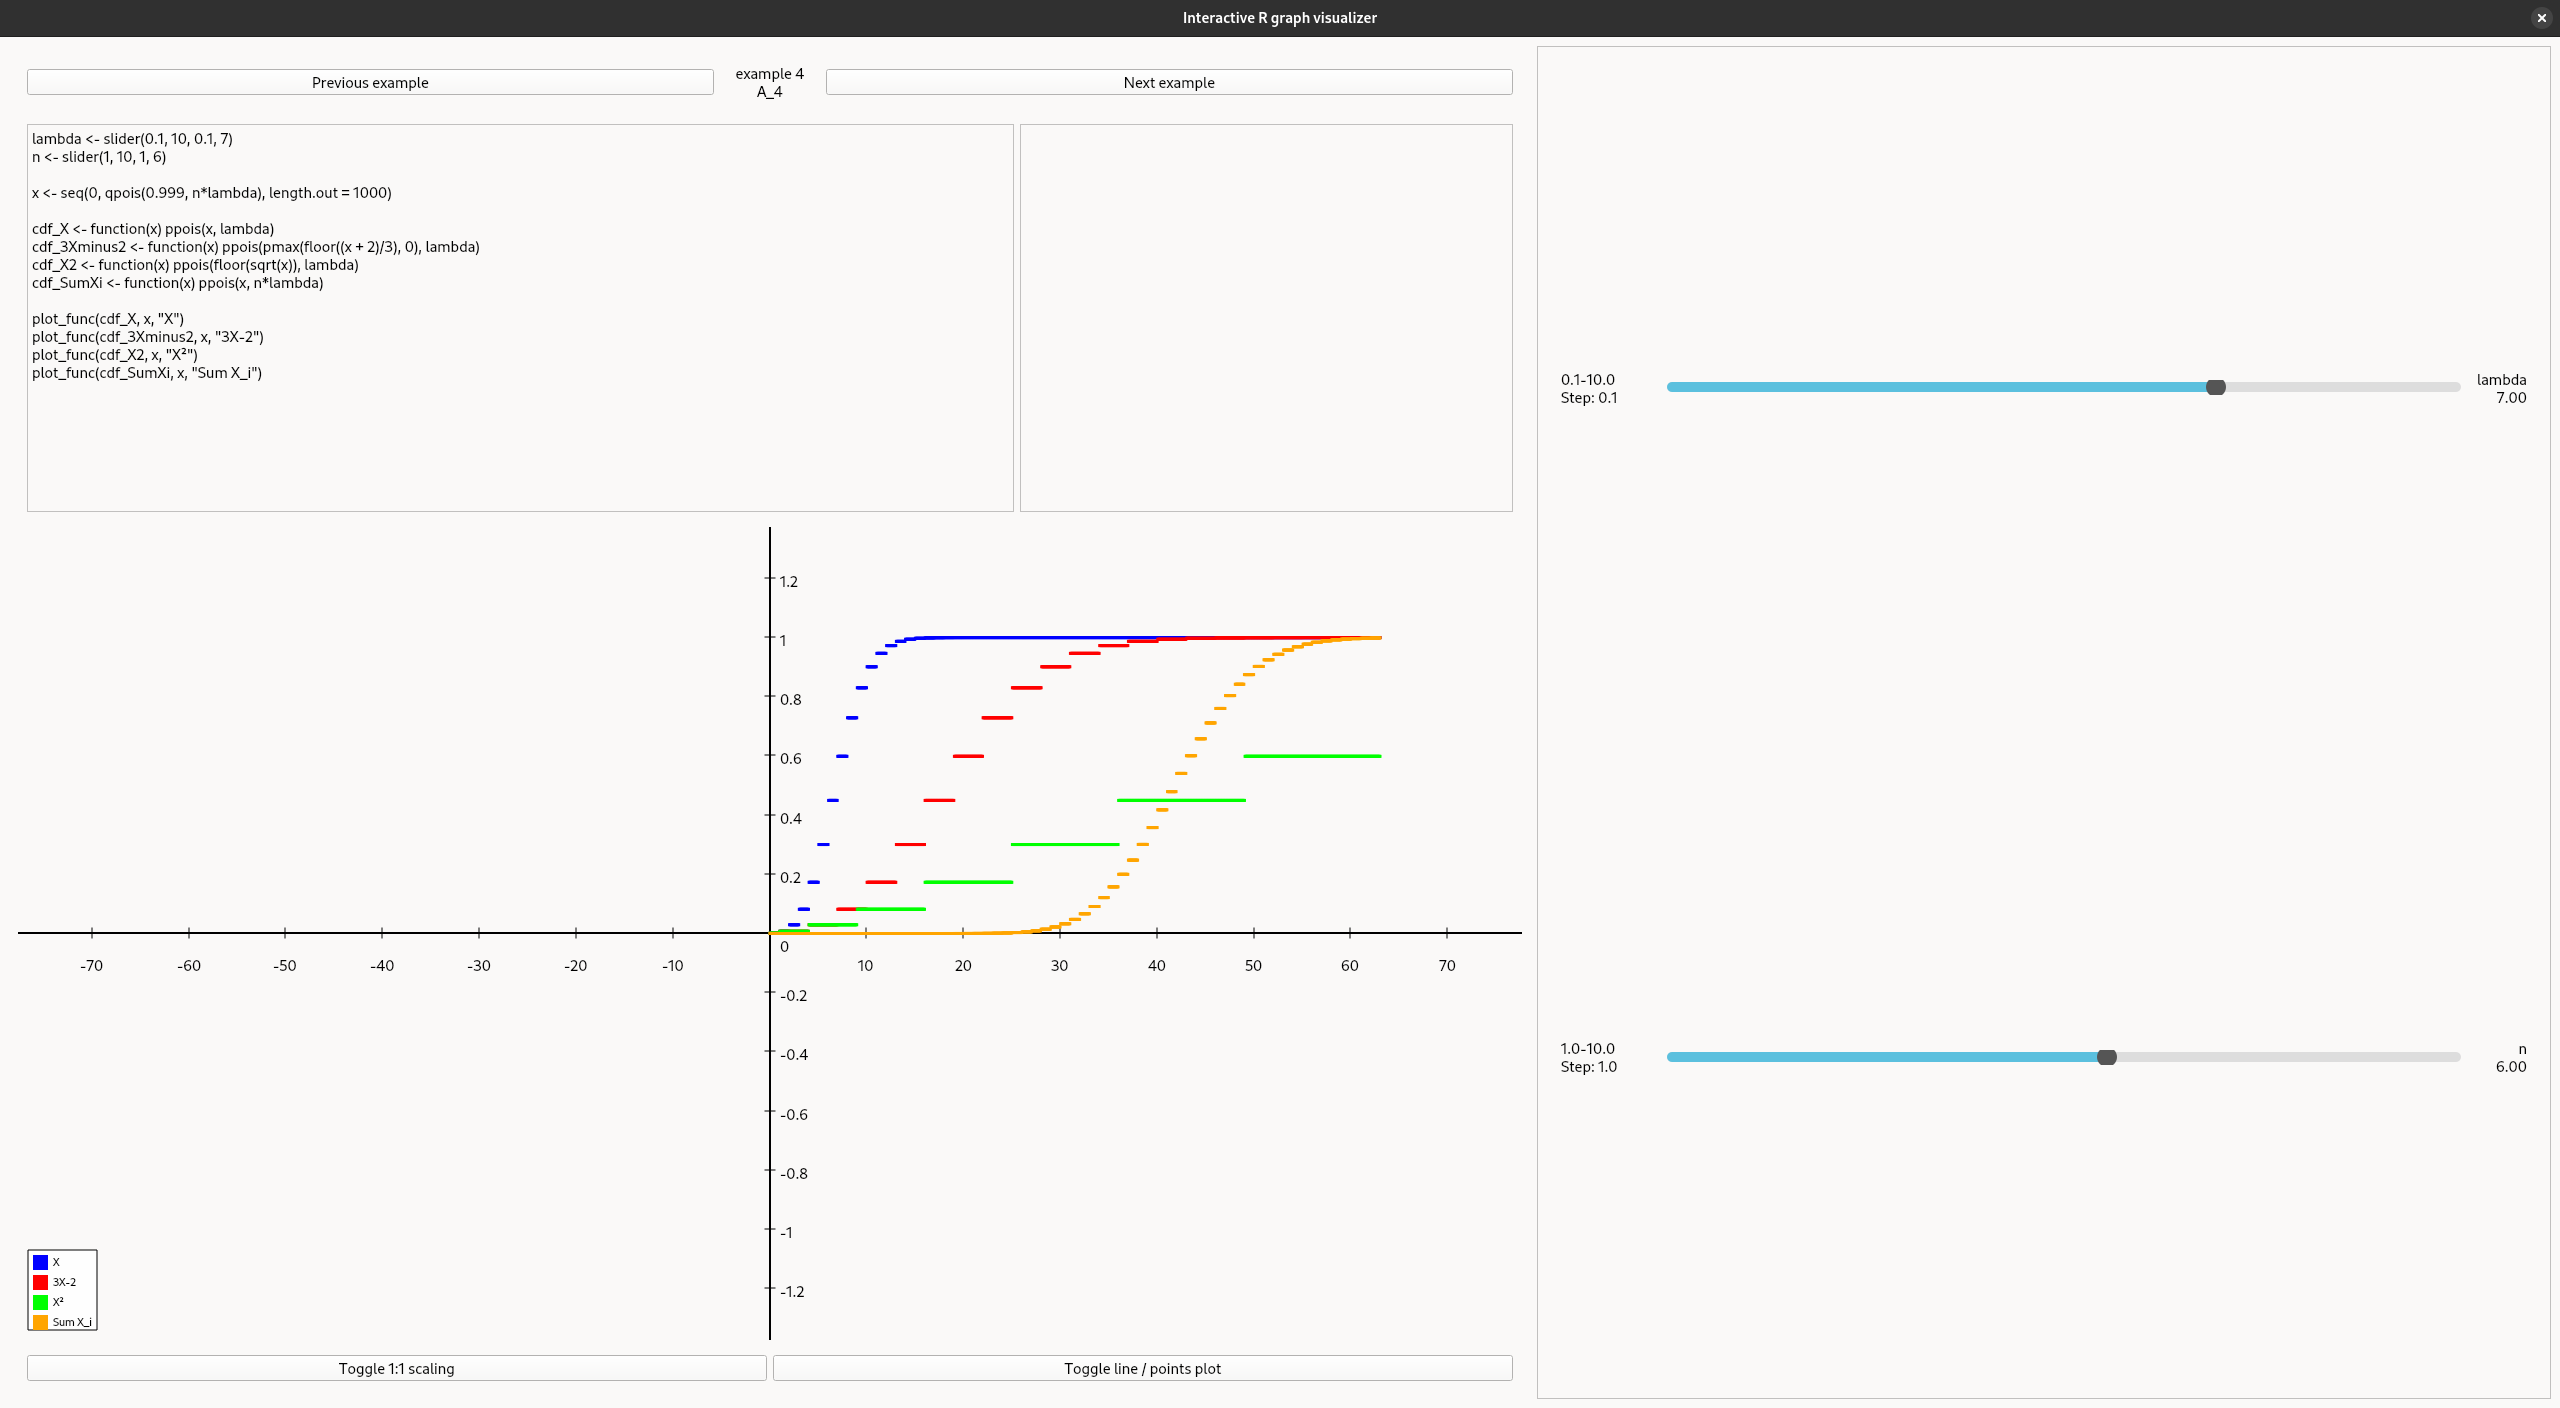 Interactive R graph visualizer
Previous example
example 4
A_4
Next example
lambda <- slider(0.1, 10, 0.1, 7)
n <- slider(1, 10, 1, 6)
x <- seq(0, qpois(0.999, n*lambda), length.out = 1000)
cdf_X <- function(x) ppois(x, lambda)
cdf_3Xminus2 <- function(x) ppois(pmax(floor((x + 2)/3), 0), lambda)
cdf_X2 <- function(x) ppois(floor(sqrt(x)), lambda)
cdf_SumXi <- function(x) ppois(x, n*lambda)
plot_func(cdf_X, x, "X")
plot_func(cdf_3Xminus2, x, "3X-2")
plot_func(cdf_X2, x, "X²")
plot_func(cdf_SumXi, x, "Sum X_i")
0.1-10.0
Step: 0.1
lambda
7.00
1.0-10.0
Step: 1.0
n
6.00
1.2
1
0.8
0.6
0.4
0.2
0
-70 -60 -50 -40 -30 -20 -10 10 20 30 40 50 60 70
-0.2
-0.4
-0.6
-0.8
-1
-1.2
X
3X-2
X²
Sum X_i
Toggle 1:1 scaling
Toggle line / points plot